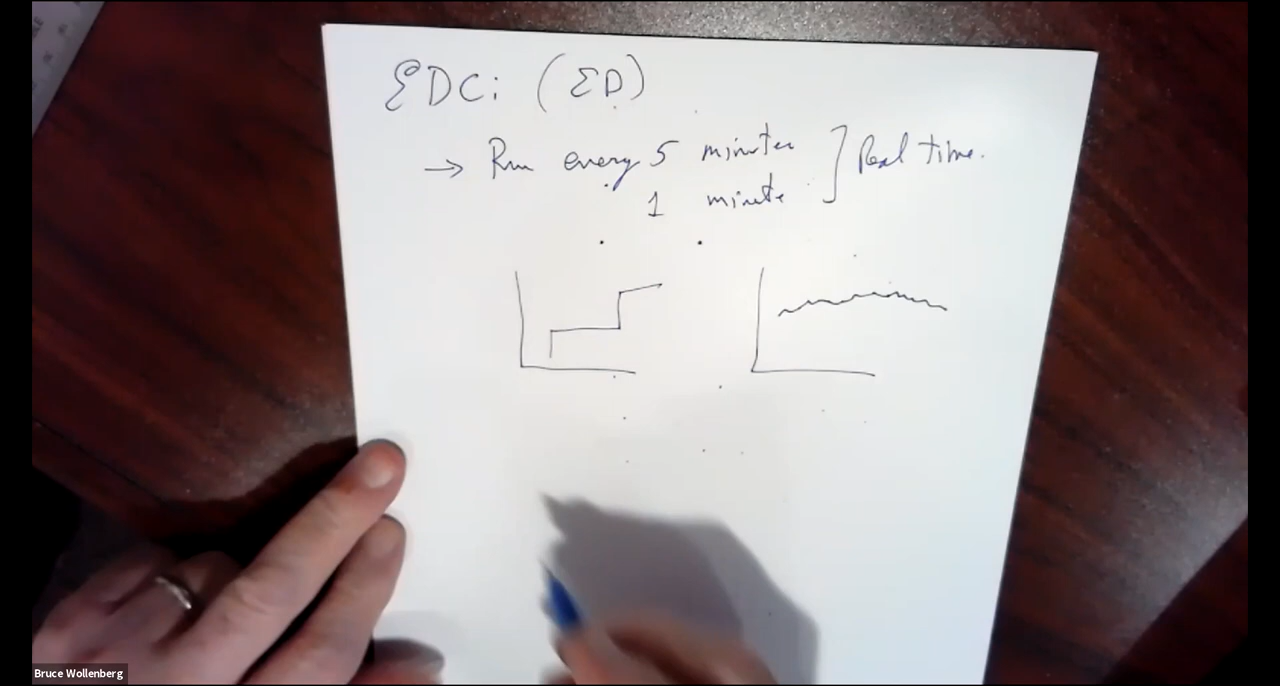 EDC: (ED)
→ Run every 5 minutes
1 minute ] Real time.
Bruce Wollenberg